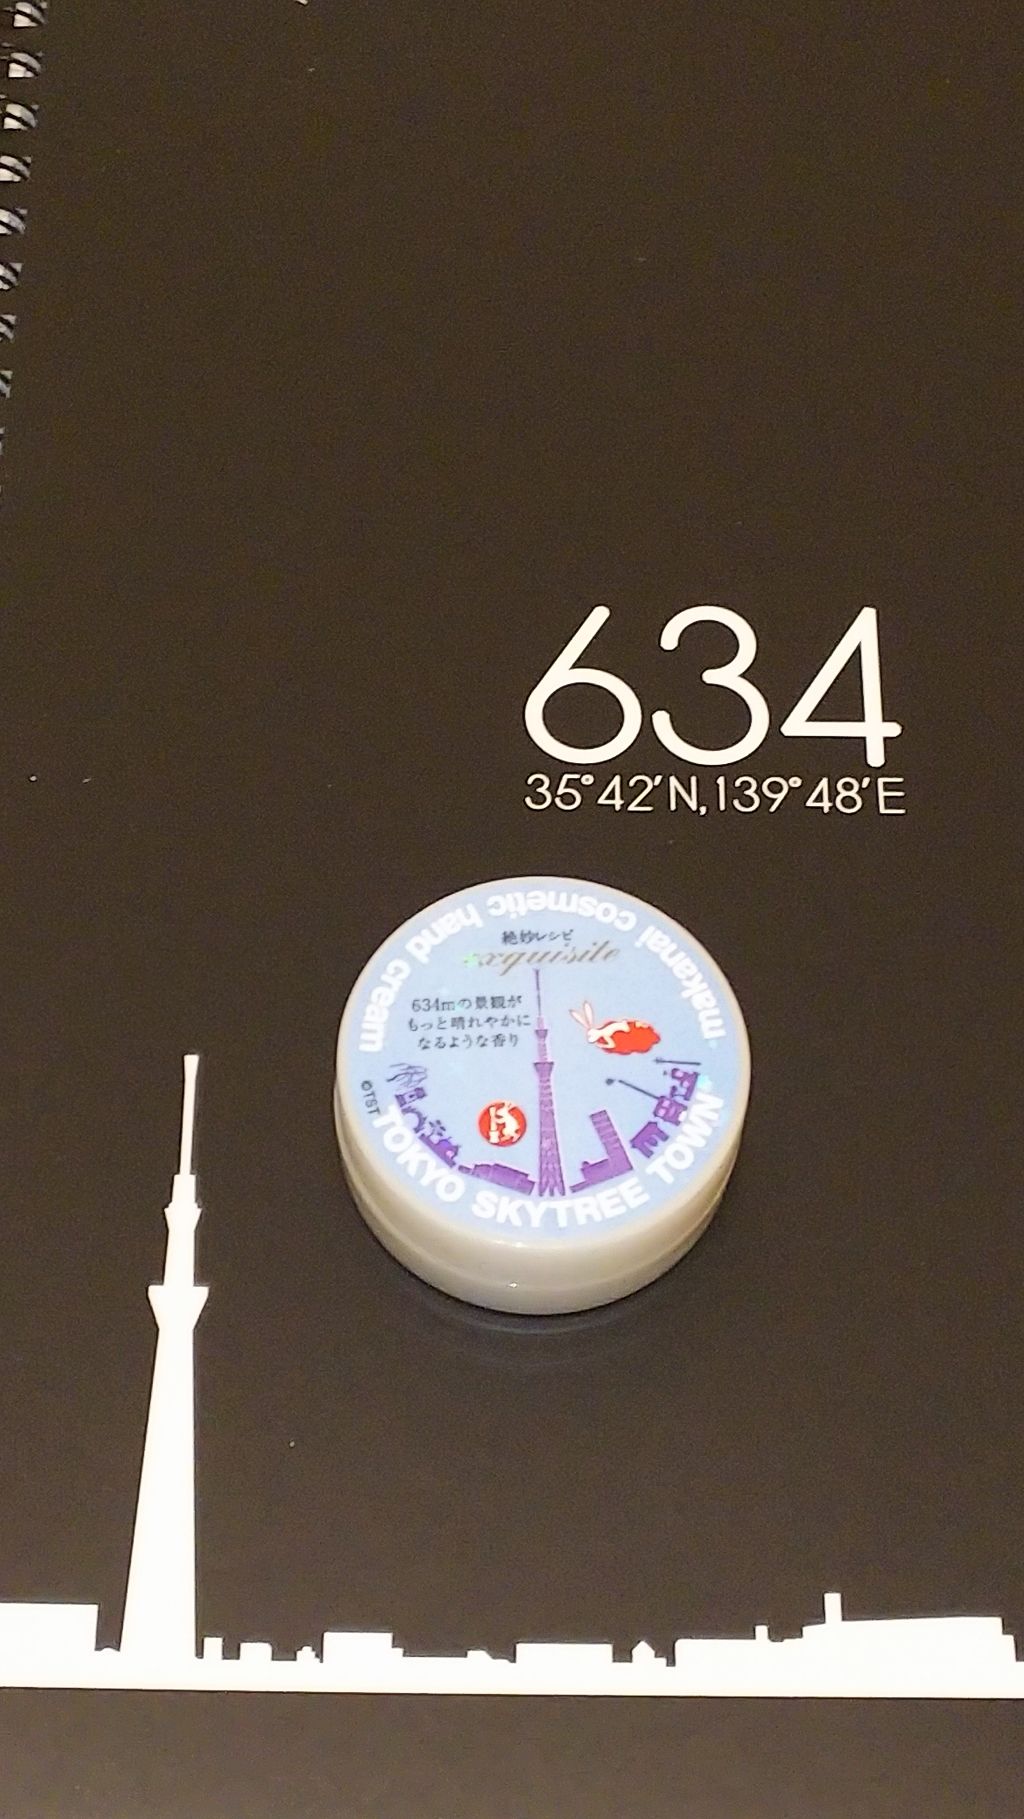 634
35°42'N,139°48'E
makanai cosmetic hand cream
絶妙レシピ
exquisite
634mの景観が
もっと晴れやかに
なるような香り
©TST
TOKYO SKYTREE TOWN